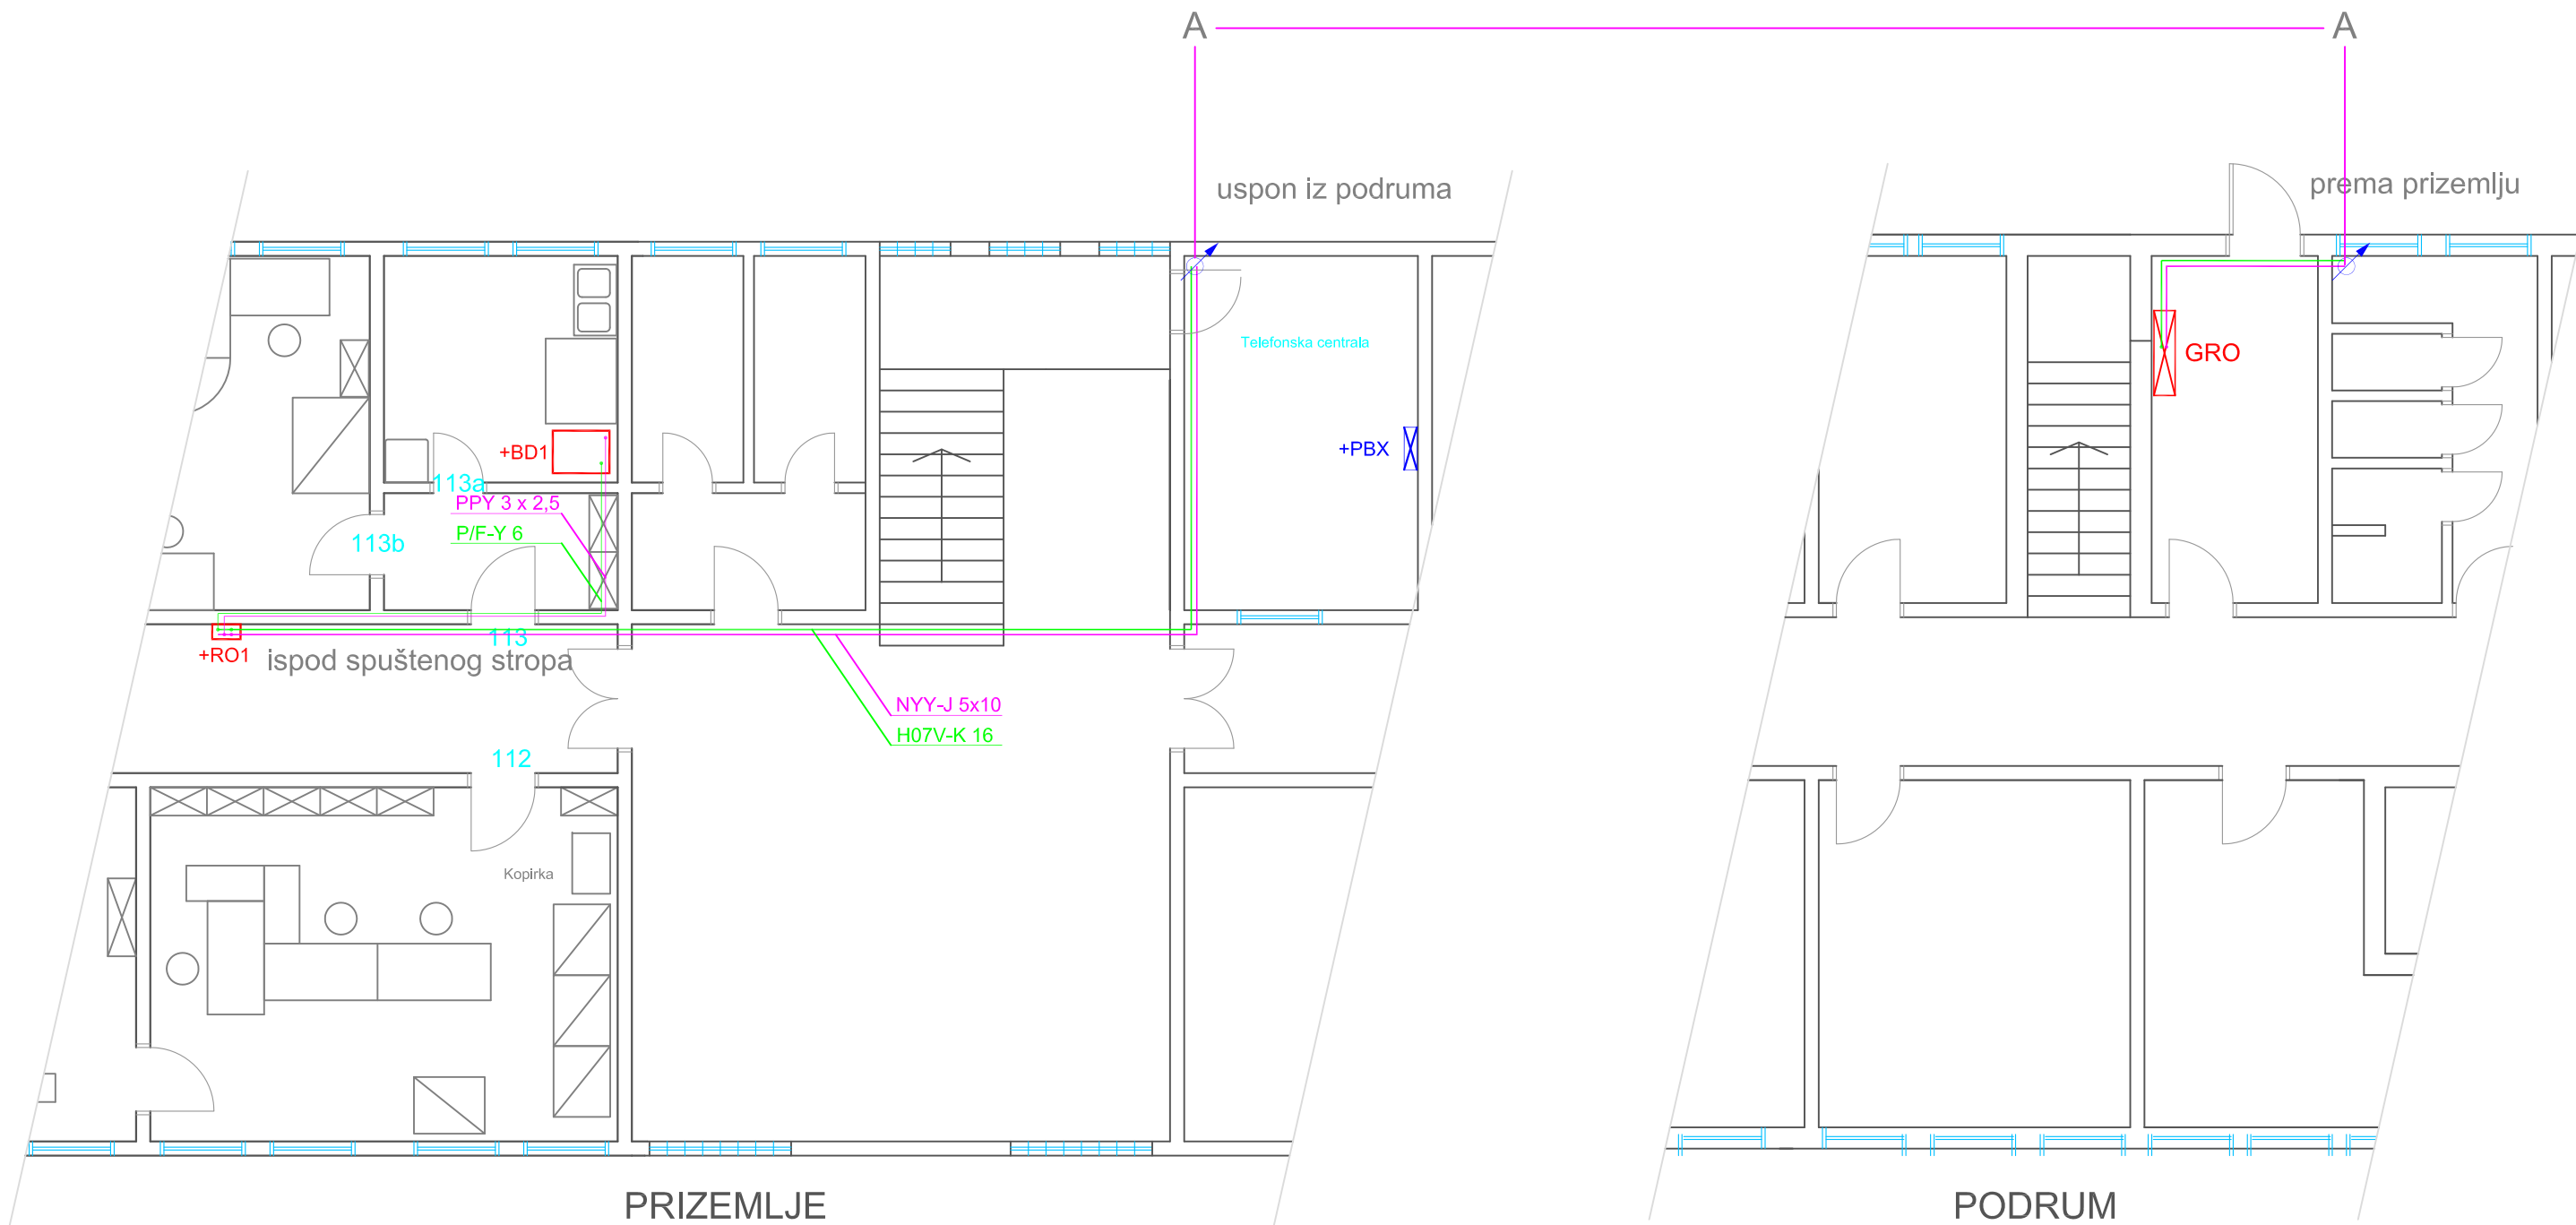 A
A
uspon iz podruma
prema prizemlju
Telefonska centrala
GRO
+PBX
+BD1
113a
PPY 3 x 2,5
P/F-Y 6
113b
113
+RO1
ispod spuštenog stropa
NYY-J 5x10
H07V-K 16
112
Kopirka
PRIZEMLJE
PODRUM